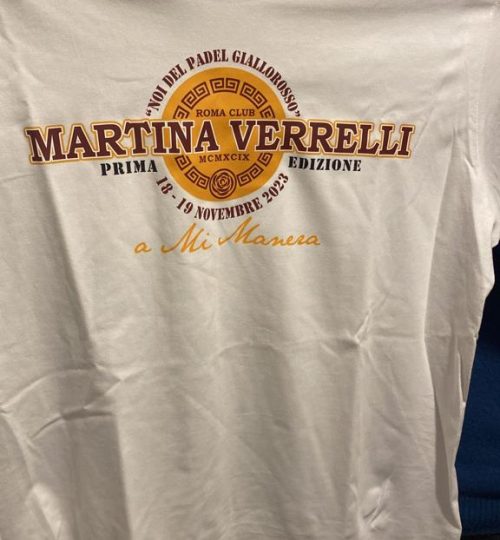 "NOI DEL PADEL GIALLOROSSO"
ROMA CLUB
MARTINA VERRELLI
PRIMA MCMXCIX EDIZIONE
18 - 19 NOVEMBRE 2023
a Mi Manera